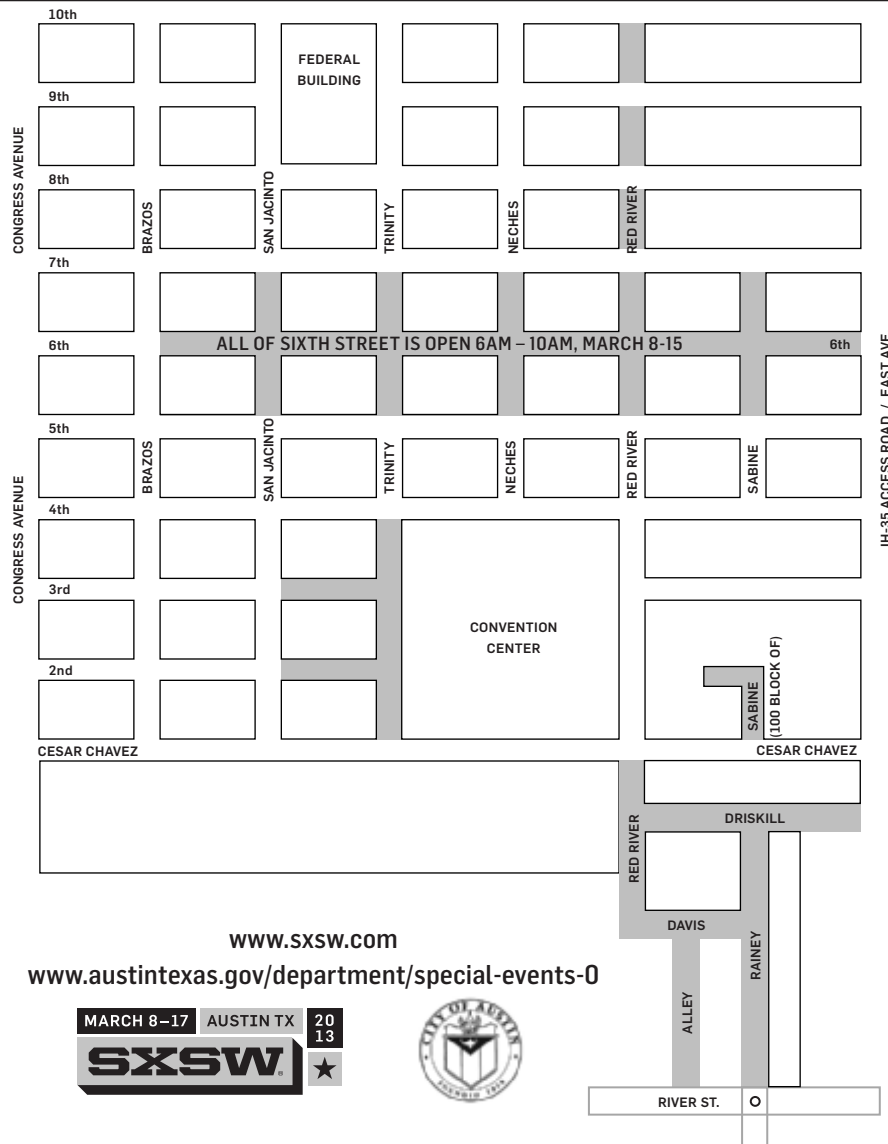 10th
FEDERAL
BUILDING
9th
CONGRESS AVENUE
8th
BRAZOS
SAN JACINTO
TRINITY
NECHES
RED RIVER
7th
ALL OF SIXTH STREET IS OPEN 6AM – 10AM, MARCH 8-15
6th
6th
IH-35 ACCESS ROAD / EAST AVE
5th
CONGRESS AVENUE
BRAZOS
SAN JACINTO
TRINITY
NECHES
RED RIVER
SABINE
4th
3rd
CONVENTION
CENTER
2nd
SABINE
(100 BLOCK OF)
CESAR CHAVEZ
CESAR CHAVEZ
DRISKILL
RED RIVER
DAVIS
RAINEY
ALLEY
www.sxsw.com
www.austintexas.gov/department/special-events-0
MARCH 8–17
AUSTIN TX
20
13
SXSW
CITY OF AUSTIN
RIVER ST.